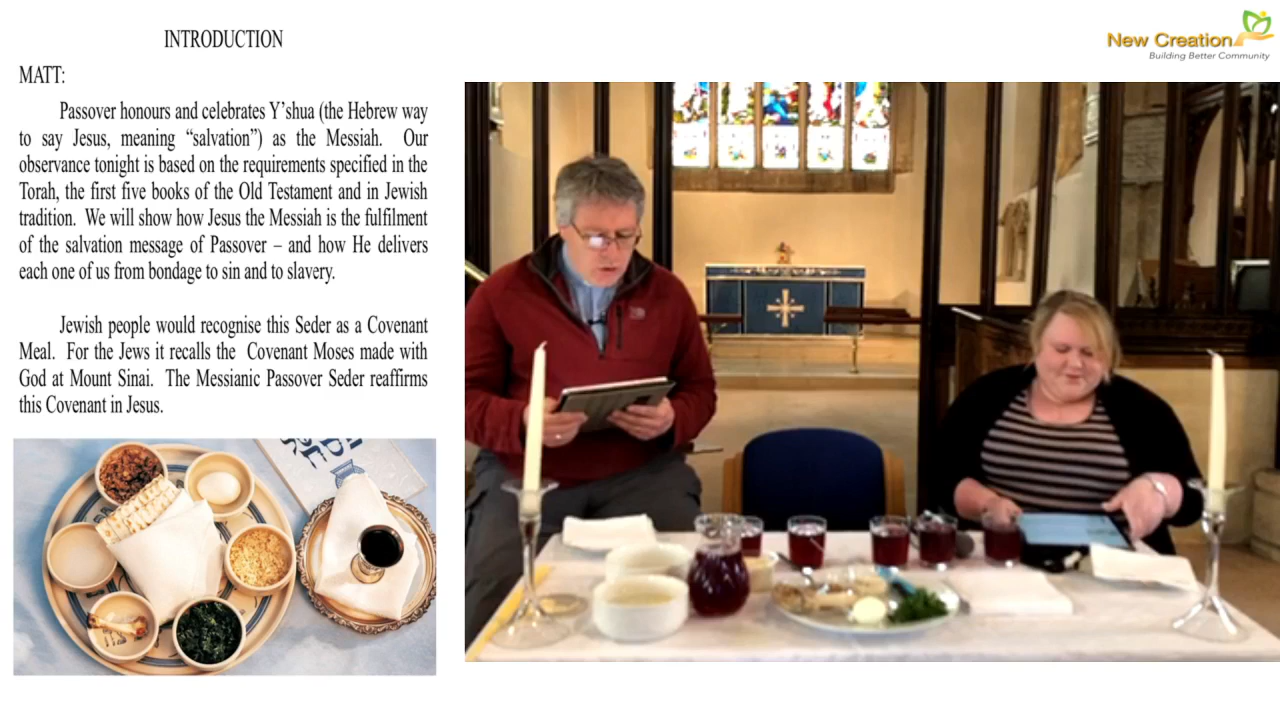 INTRODUCTION
MATT:
Passover honours and celebrates Y’shua (the Hebrew way
to say Jesus, meaning “salvation”) as the Messiah. Our
observance tonight is based on the requirements specified in the
Torah, the first five books of the Old Testament and in Jewish
tradition. We will show how Jesus the Messiah is the fulfilment
of the salvation message of Passover – and how He delivers
each one of us from bondage to sin and to slavery.
Jewish people would recognise this Seder as a Covenant
Meal. For the Jews it recalls the Covenant Moses made with
God at Mount Sinai. The Messianic Passover Seder reaffirms
this Covenant in Jesus.
New Creation
Building Better Community